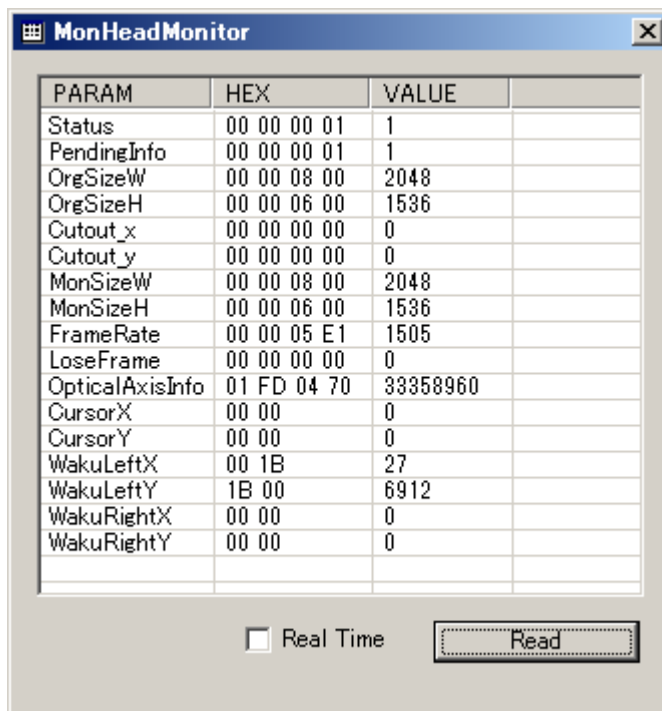 MonHeadMonitor
PARAM HEX VALUE
Status 00 00 00 01 1
PendingInfo 00 00 00 01 1
OrgSizeW 00 00 08 00 2048
OrgSizeH 00 00 06 00 1536
Cutout_x 00 00 00 00 0
Cutout_y 00 00 00 00 0
MonSizeW 00 00 08 00 2048
MonSizeH 00 00 06 00 1536
FrameRate 00 00 05 E1 1505
LoseFrame 00 00 00 00 0
OpticalAxisInfo 01 FD 04 70 33358960
CursorX 00 00 0
CursorY 00 00 0
WakuLeftX 00 1B 27
WakuLeftY 1B 00 6912
WakuRightX 00 00 0
WakuRightY 00 00 0
Real Time Read